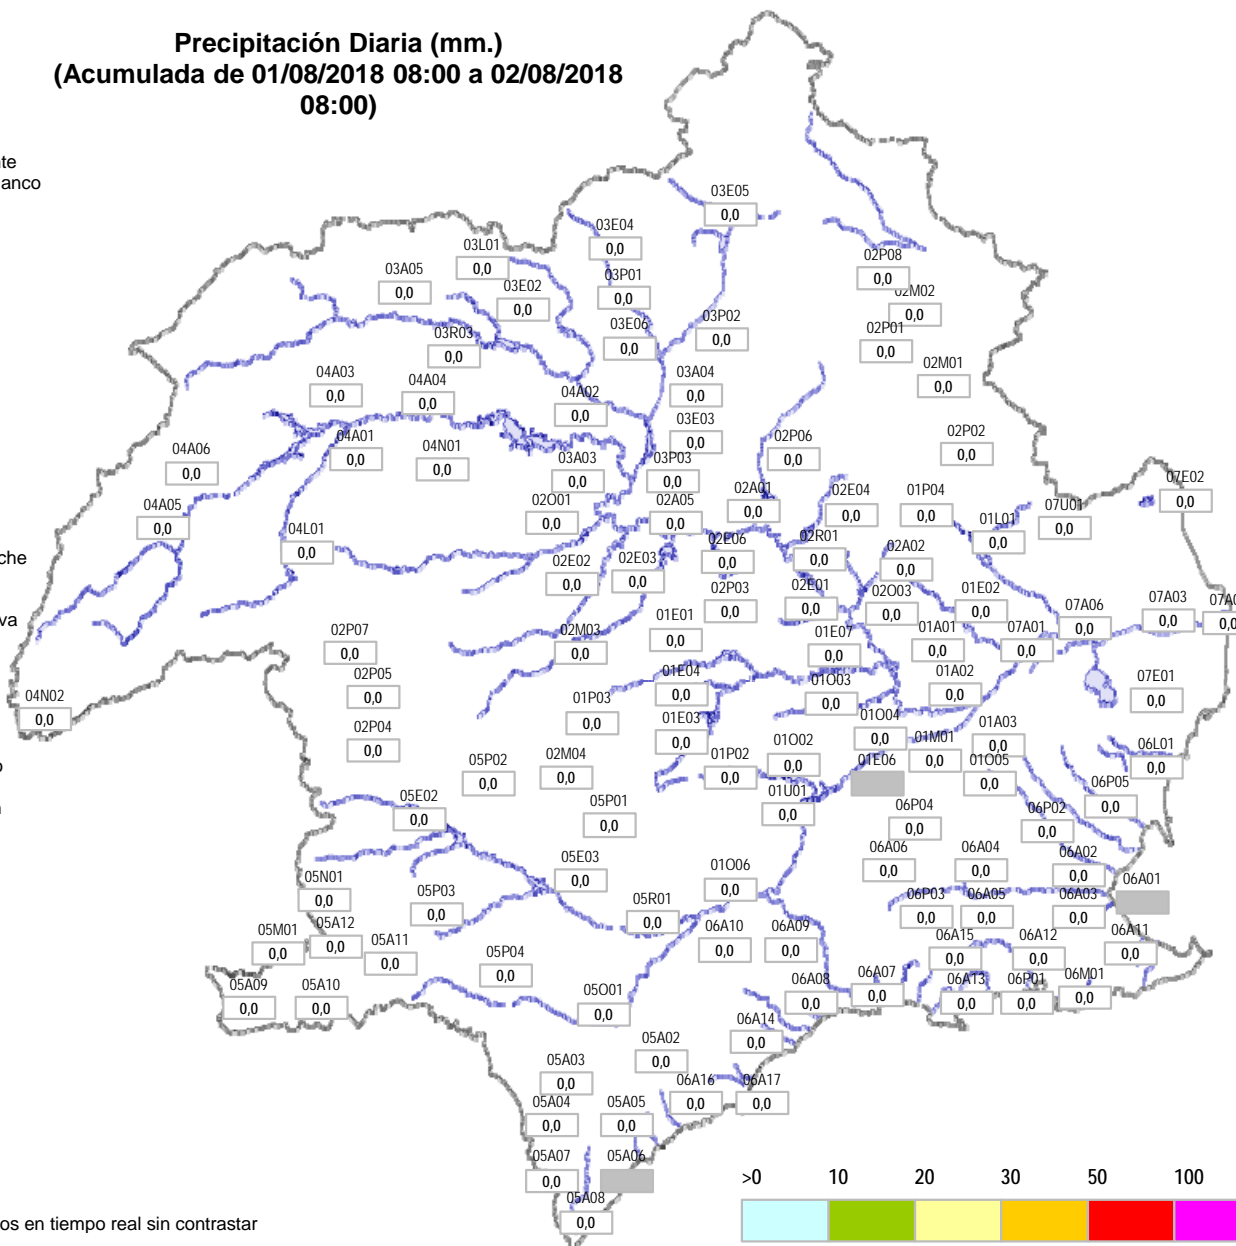 Precipitación Diaria (mm.)
(Acumulada de 01/08/2018 08:00 a 02/08/2018
08:00)
nte
anco
03E05
0,0
03E04
0,0
03L01
0,0
02P08
0,0
03A05
0,0
03P01
0,0
03E02
0,0
02M02
0,0
03P02
0,0
03E06
0,0
02P01
0,0
03R03
0,0
02M01
0,0
04A03
0,0
04A04
0,0
03A04
0,0
04A02
0,0
03E03
0,0
04A01
0,0
04A06
0,0
04N01
0,0
02P06
0,0
02P02
0,0
03A03
0,0
03P03
0,0
07E02
0,0
04A05
0,0
02O01
0,0
02A05
0,0
02A01
0,0
02E04
0,0
01P04
0,0
07U01
0,0
01L01
0,0
04L01
0,0
che
02E06
0,0
02R01
0,0
02A02
0,0
02E02
0,0
02E03
0,0
02P03
0,0
02E01
0,0
02O03
0,0
01E02
0,0
07A06
0,0
07A03
0,0
07A0
0,0
va
01E01
0,0
02M03
0,0
02P07
0,0
01E07
0,0
01A01
0,0
07A01
0,0
02P05
0,0
01E04
0,0
01O03
0,0
01A02
0,0
07E01
0,0
04N02
0,0
01P03
0,0
01E03
0,0
01O04
0,0
01A03
0,0
02P04
0,0
01M01
0,0
01O02
0,0
06L01
0,0
o
05P02
0,0
02M04
0,0
01P02
0,0
01E06
01O05
0,0
n
05E02
0,0
05P01
0,0
01U01
0,0
06P04
0,0
06P02
0,0
06P05
0,0
05E03
0,0
01O06
0,0
06A06
0,0
06A04
0,0
06A02
0,0
05N01
0,0
05P03
0,0
05R01
0,0
06P03
0,0
06A05
0,0
06A03
0,0
06A01
05M01
0,0
05A12
0,0
05A11
0,0
06A10
0,0
06A09
0,0
06A15
0,0
06A12
0,0
06A11
0,0
05P04
0,0
05A09
0,0
05A10
0,0
05O01
0,0
06A08
0,0
06A07
0,0
06A13
0,0
06P01
0,0
06M01
0,0
06A14
0,0
05A02
0,0
05A03
0,0
06A16
0,0
06A17
0,0
05A04
0,0
05A05
0,0
05A07
0,0
05A06
05A08
0,0
>0 10 20 30 50 100
os en tiempo real sin contrastar